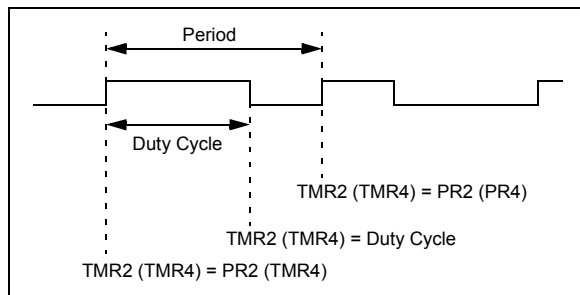 Period
Duty Cycle
TMR2 (TMR4) = PR2 (PR4)
TMR2 (TMR4) = Duty Cycle
TMR2 (TMR4) = PR2 (TMR4)